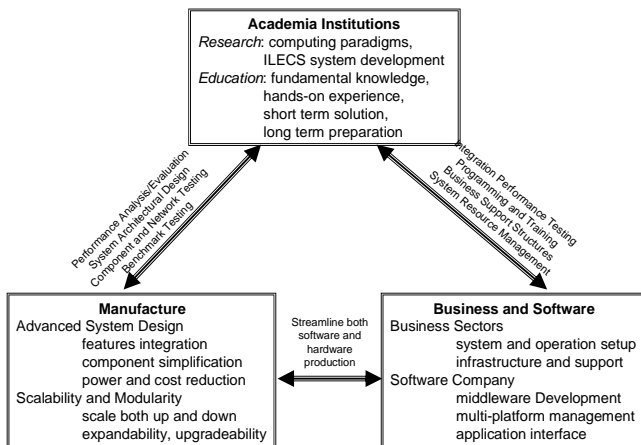 Academia Institutions
Research: computing paradigms,
ILECS system development
Education: fundamental knowledge,
hands-on experience,
short term solution,
long term preparation
Performance Analysis/Evaluation
System Architectural Design
Component and Network Testing
Benchmark Testing
Integration Performance Testing
Programming and Training
Business Support Structures
System Resource Management
Manufacture
Advanced System Design
features integration
component simplification
power and cost reduction
Scalability and Modularity
scale both up and down
expandability, upgradeability
Streamline both
software and
hardware
production
Business and Software
Business Sectors
system and operation setup
infrastructure and support
Software Company
middleware Development
multi-platform management
application interface